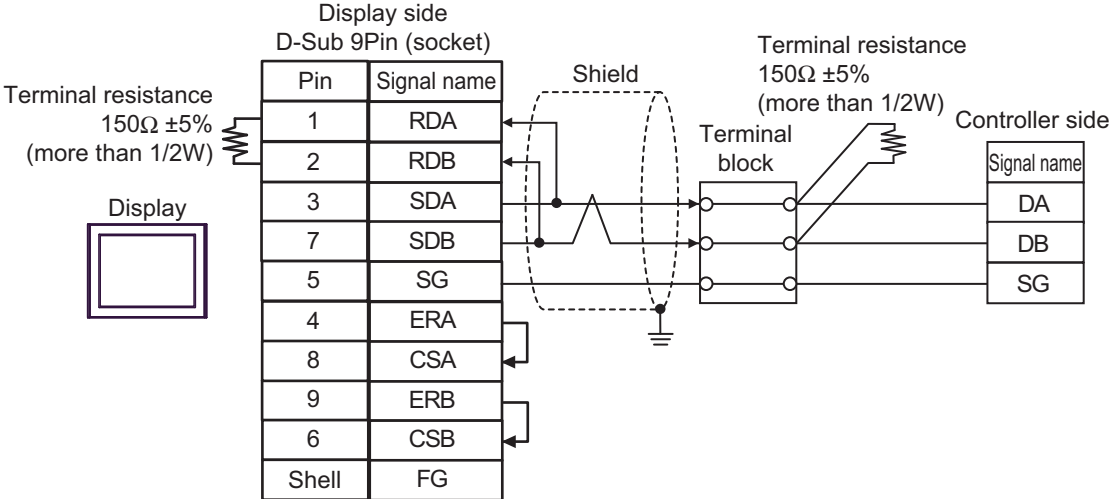 Display side
D-Sub 9Pin (socket)
Terminal resistance
150Ω ±5%
(more than 1/2W)
Display
Pin Signal name
1 RDA
2 RDB
3 SDA
7 SDB
5 SG
4 ERA
8 CSA
9 ERB
6 CSB
Shell FG
Shield
Terminal resistance
150Ω ±5%
(more than 1/2W)
Terminal
block
Controller side
Signal name
DA
DB
SG